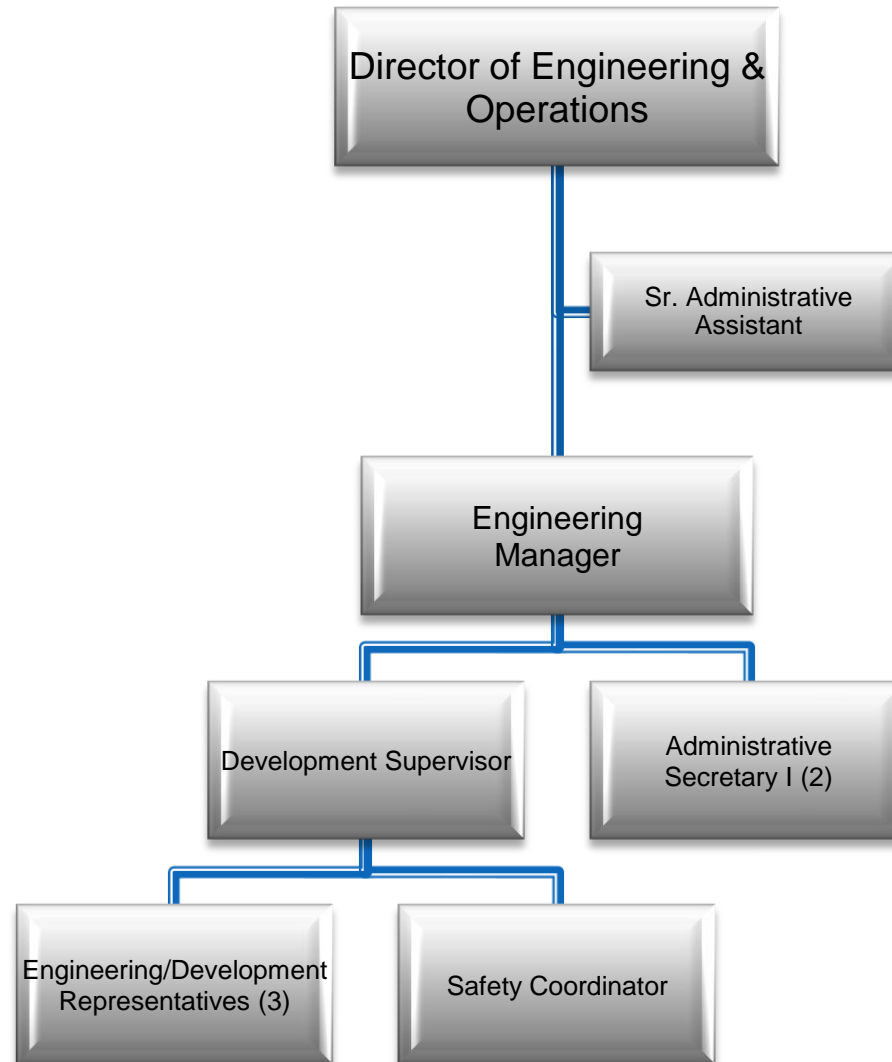 Director of Engineering &
Operations
Sr. Administrative
Assistant
Engineering
Manager
Development Supervisor
Administrative
Secretary I (2)
Engineering/Development
Representatives (3)
Safety Coordinator